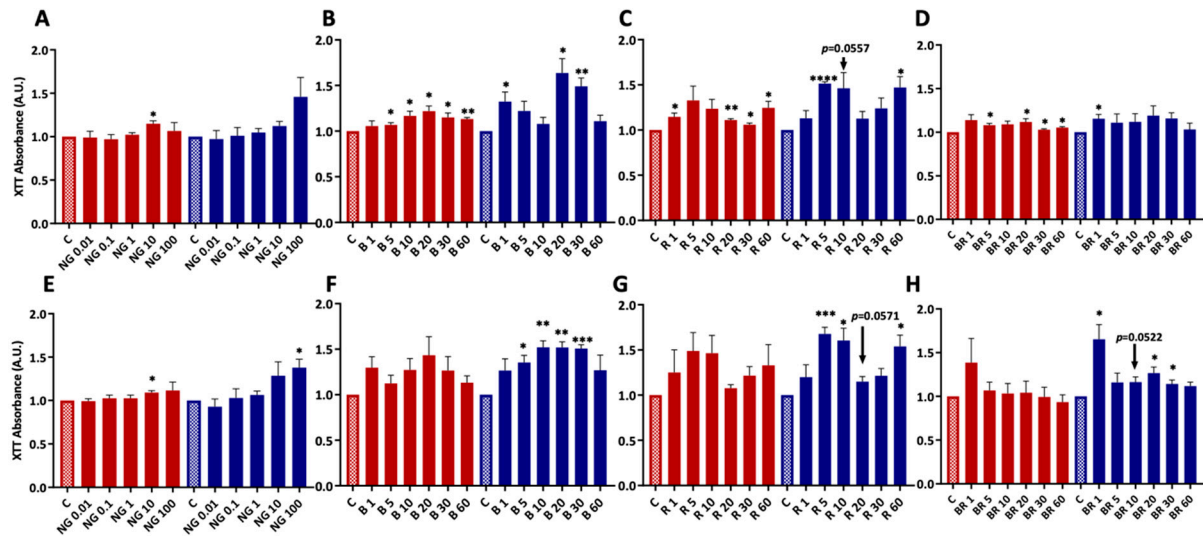 A
XTT Absorbance (A.U.)
2.0
1.5
1.0
0.5
0.0
*
C NG 0.01 NG 0.1 NG 1 NG 10 NG 100 C NG 0.01 NG 0.1 NG 1 NG 10 NG 100
B
2.0
1.5
1.0
0.5
0.0
* * * * ** * * **
C B 1 B 5 B 10 B 20 B 30 B 60 C B 1 B 5 B 10 B 20 B 30 B 60
C
2.0
1.5
1.0
0.5
0.0
p=0.0557
* ** * * **** *
C R 1 R 5 R 10 R 20 R 30 R 60 C R 1 R 5 R 10 R 20 R 30 R 60
D
2.0
1.5
1.0
0.5
0.0
* * * * *
C BR 1 BR 5 BR 10 BR 20 BR 30 BR 60 C BR 1 BR 5 BR 10 BR 20 BR 30 BR 60
E
XTT Absorbance (A.U.)
2.0
1.5
1.0
0.5
0.0
* *
C NG 0.01 NG 0.1 NG 1 NG 10 NG 100 C NG 0.01 NG 0.1 NG 1 NG 10 NG 100
F
2.0
1.5
1.0
0.5
0.0
* ** ** ***
C B 1 B 5 B 10 B 20 B 30 B 60 C B 1 B 5 B 10 B 20 B 30 B 60
G
2.0
1.5
1.0
0.5
0.0
p=0.0571
*** * *
C R 1 R 5 R 10 R 20 R 30 R 60 C R 1 R 5 R 10 R 20 R 30 R 60
H
2.0
1.5
1.0
0.5
0.0
p=0.0522
* * *
C BR 1 BR 5 BR 10 BR 20 BR 30 BR 60 C BR 1 BR 5 BR 10 BR 20 BR 30 BR 60